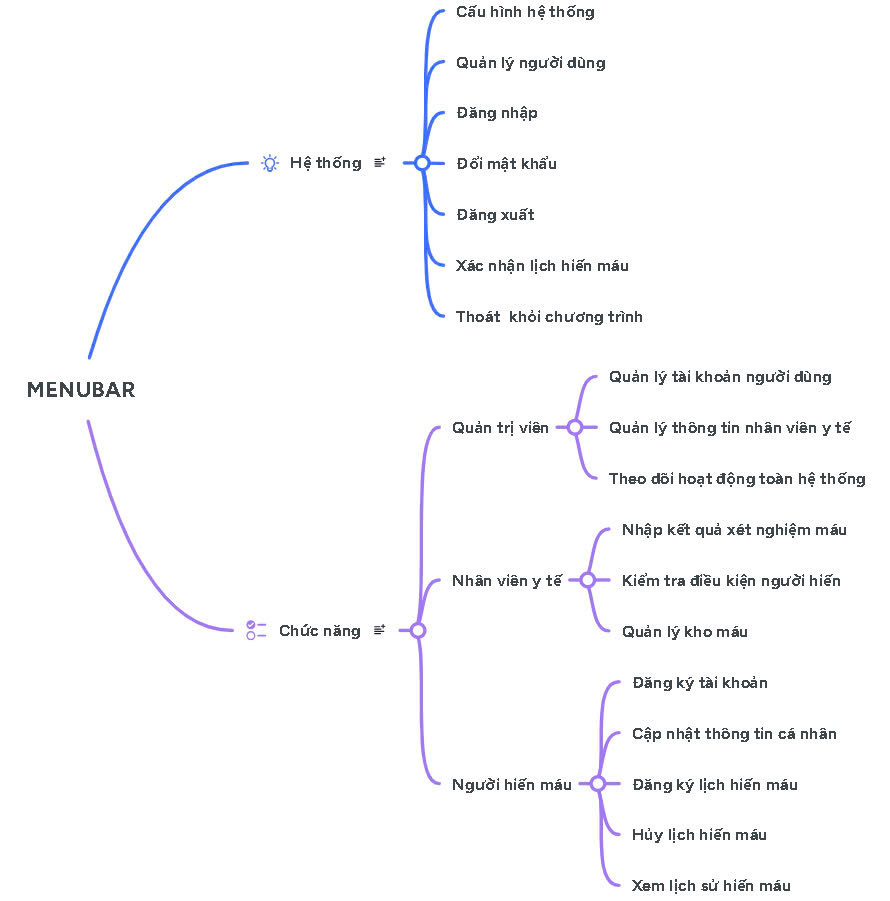 MENUBAR
Hệ thống
Cấu hình hệ thống
Quản lý người dùng
Đăng nhập
Đổi mật khẩu
Đăng xuất
Xác nhận lịch hiến máu
Thoát  khỏi chương trình
Chức năng
Quản trị viên
Quản lý tài khoản người dùng
Quản lý thông tin nhân viên y tế
Theo dõi hoạt động toàn hệ thống
Nhân viên y tế
Nhập kết quả xét nghiệm máu
Kiểm tra điều kiện người hiến
Quản lý kho máu
Người hiến máu
Đăng ký tài khoản
Cập nhật thông tin cá nhân
Đăng ký lịch hiến máu
Hủy lịch hiến máu
Xem lịch sử hiến máu